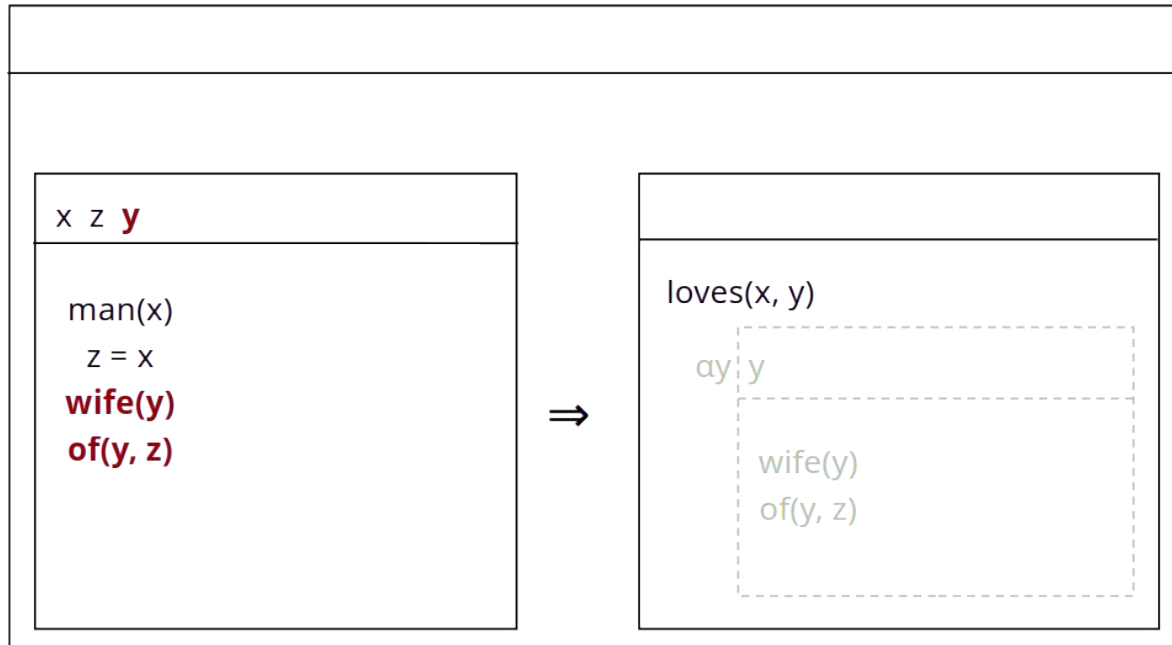 x z y
man(x)
z = x
wife(y)
of(y, z)
⇒
loves(x, y)
αy y
wife(y)
of(y, z)